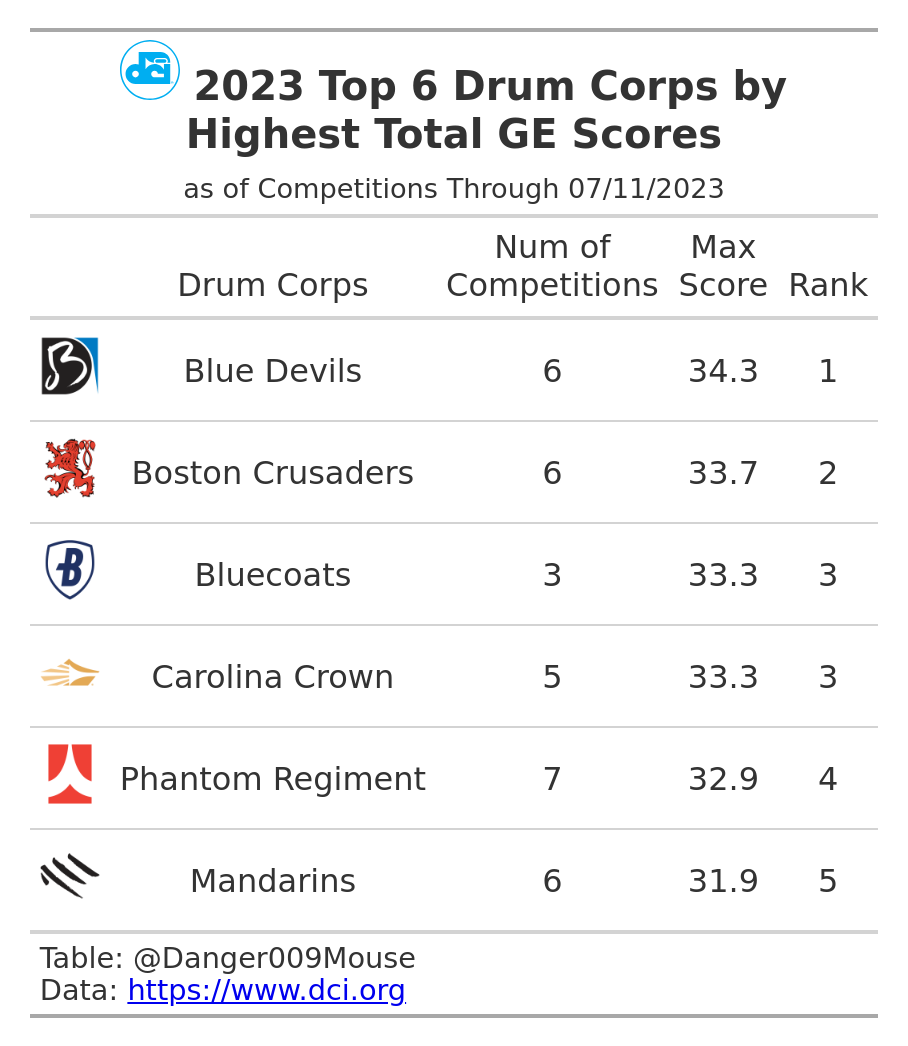 2023 Top 6 Drum Corps by
Highest Total GE Scores
as of Competitions Through 07/11/2023
Drum Corps Num of Competitions Max Score Rank
Blue Devils 6 34.3 1
Boston Crusaders 6 33.7 2
Bluecoats 3 33.3 3
Carolina Crown 5 33.3 3
Phantom Regiment 7 32.9 4
Mandarins 6 31.9 5
Table: @Danger009Mouse
Data: https://www.dci.org